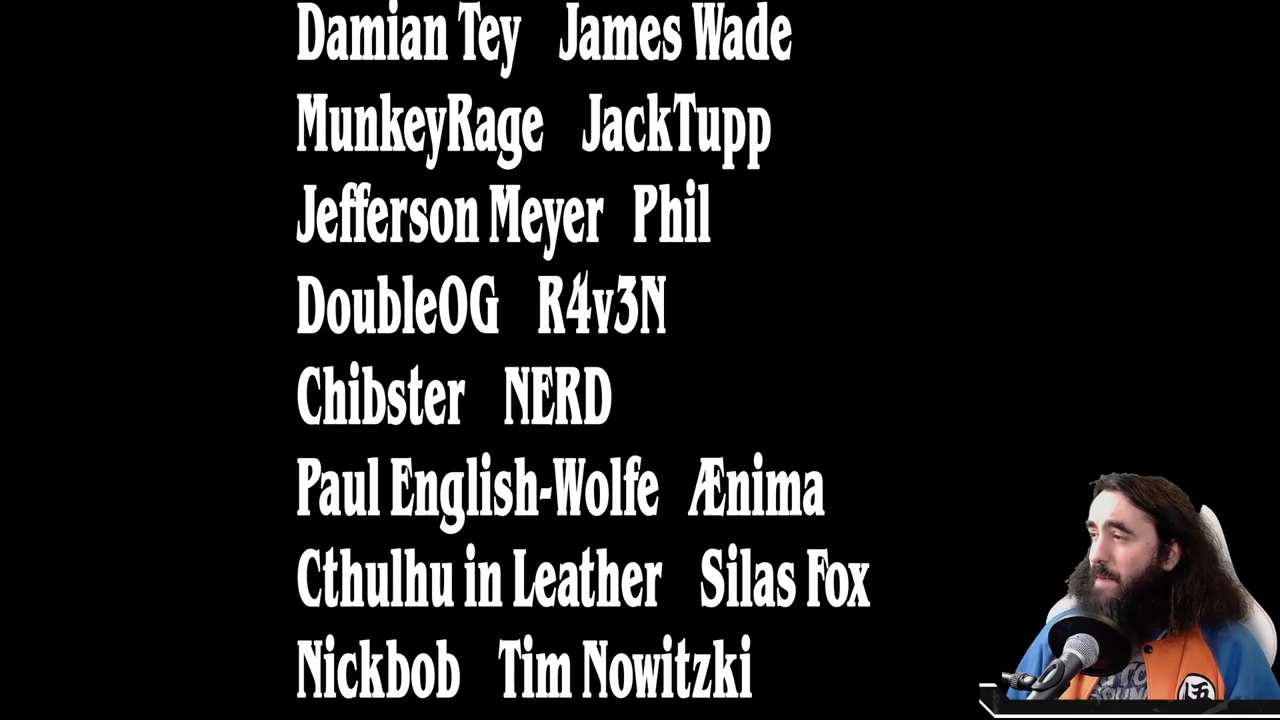 Damian Tey James Wade
MunkeyRage JackTupp
Jefferson Meyer Phil
DoubleOG R4v3N
Chibster NERD
Paul English-Wolfe Ænima
Cthulhu in Leather Silas Fox
Nickbob Tim Nowitzki
悟